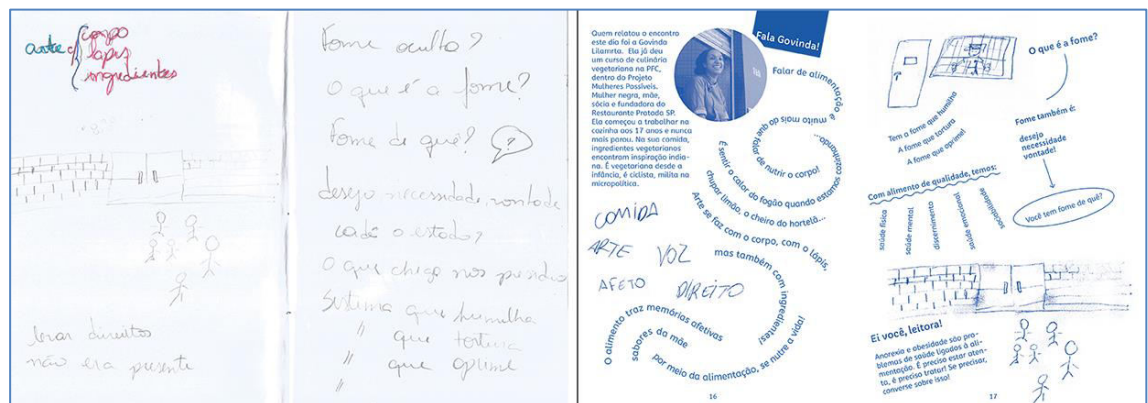 arte
corpo
lápis
ingredientes
levar direitos
não era presente
Fome oculta?
O que é a fome?
Fome de quê? ?
desejo necessidade, vontade
cadê o estado?
O que chega nos presídios
Sistema que humilha
" que tortura
" que oprime
"
Quem relatou o encontro
este dia foi a Govinda
Lilamrta. Ela já deu
um curso de culinária
vegetariana na PFC,
dentro do Projeto
Mulheres Possíveis.
Mulher negra, mãe,
sócia e fundadora do
Restaurante Pratada SP.
Ela começou a trabalhar na
cozinha aos 17 anos e nunca
mais parou. Na sua comida,
ingredientes vegetarianos
encontram inspiração india-
na. É vegetariana desde a
infância, é ciclista, milita na
micropolítica.
Fala Govinda!
Falar de alimentação é
muito mais do que falar
de nutrir o corpo!
É sentir o calor do fogão quando estamos cozinhando...
chupar limão, o cheiro do hortelã...
Arte se faz com o corpo, com o lápis,
mas também com ingredientes!
O alimento traz memórias afetivas
sabores da mãe
por meio da alimentação, se nutre a vida!
COMIDA
ARTE VOZ
AFETO DIREITO
16
O que é a fome?
Tem a fome que humilha
A fome que tortura
A fome que oprime!
Fome também é:
desejo
necessidade
vontade!
Você tem fome de quê?
Com alimento de qualidade, temos:
saúde física
saúde mental
discernimento
saúde emocional
sociabilidade
Ei você, leitora!
Anorexia e obesidade são pro-
blemas de saúde ligados à ali-
mentação. É preciso estar aten-
ta, é preciso tratar! Se precisar,
converse sobre isso!
17